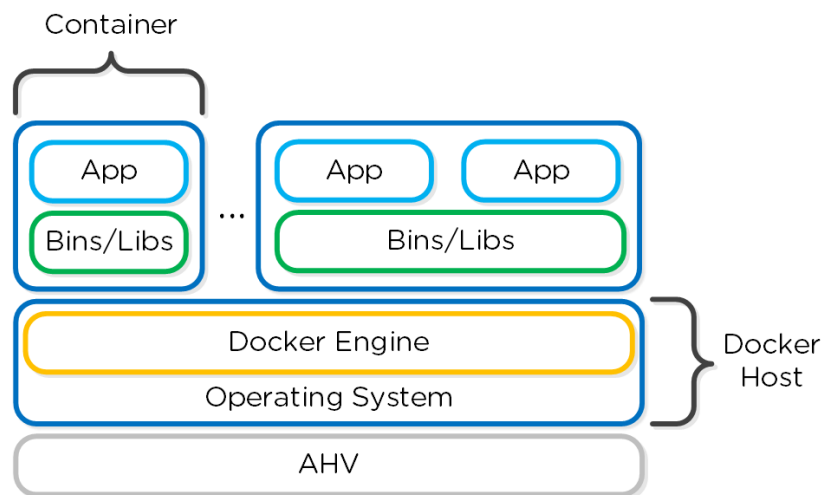 Container
App
App
App
...
Bins/Libs
Bins/Libs
Docker Engine
Docker
Host
Operating System
AHV